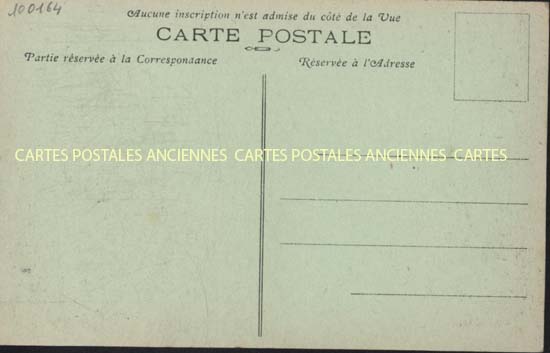 100164
Aucune inscription n'est admise du côté de la Vue
CARTE POSTALE
Partie réservée à la Correspondance
Réservée à l'Adresse
CARTES POSTALES ANCIENNES CARTES POSTALES ANCIENNES CARTES